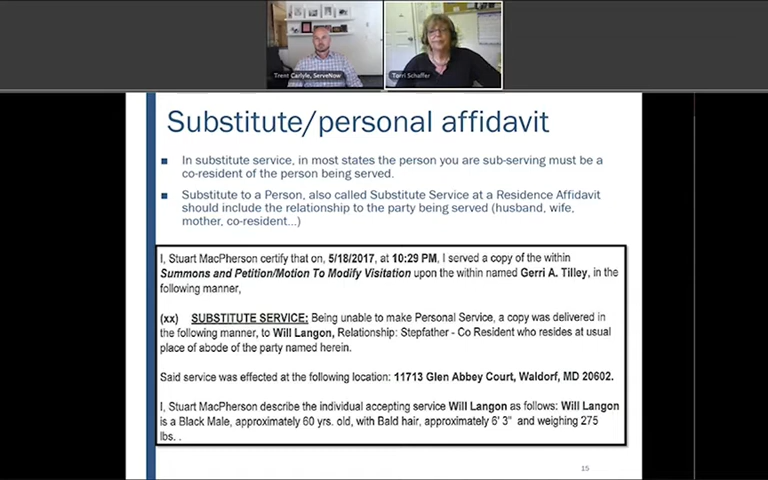 Trent Carlyle, ServeNow
Torri Schaffer
Substitute/personal affidavit
In substitute service, in most states the person you are sub-serving must be a
co-resident of the person being served.
Substitute to a Person, also called Substitute Service at a Residence Affidavit
should include the relationship to the party being served (husband, wife,
mother, co-resident...)
I, Stuart MacPherson certify that on, 5/18/2017, at 10:29 PM, I served a copy of the within
Summons and Petition/Motion To Modify Visitation upon the within named Gerri A. Tilley, in the
following manner,
(xx) SUBSTITUTE SERVICE: Being unable to make Personal Service, a copy was delivered in
the following manner, to Will Langon, Relationship: Stepfather - Co Resident who resides at usual
place of abode of the party named herein.
Said service was effected at the following location: 11713 Glen Abbey Court, Waldorf, MD 20602.
I, Stuart MacPherson describe the individual accepting service Will Langon as follows: Will Langon
is a Black Male, approximately 60 yrs. old, with Bald hair, approximately 6' 3" and weighing 275
lbs. .
15